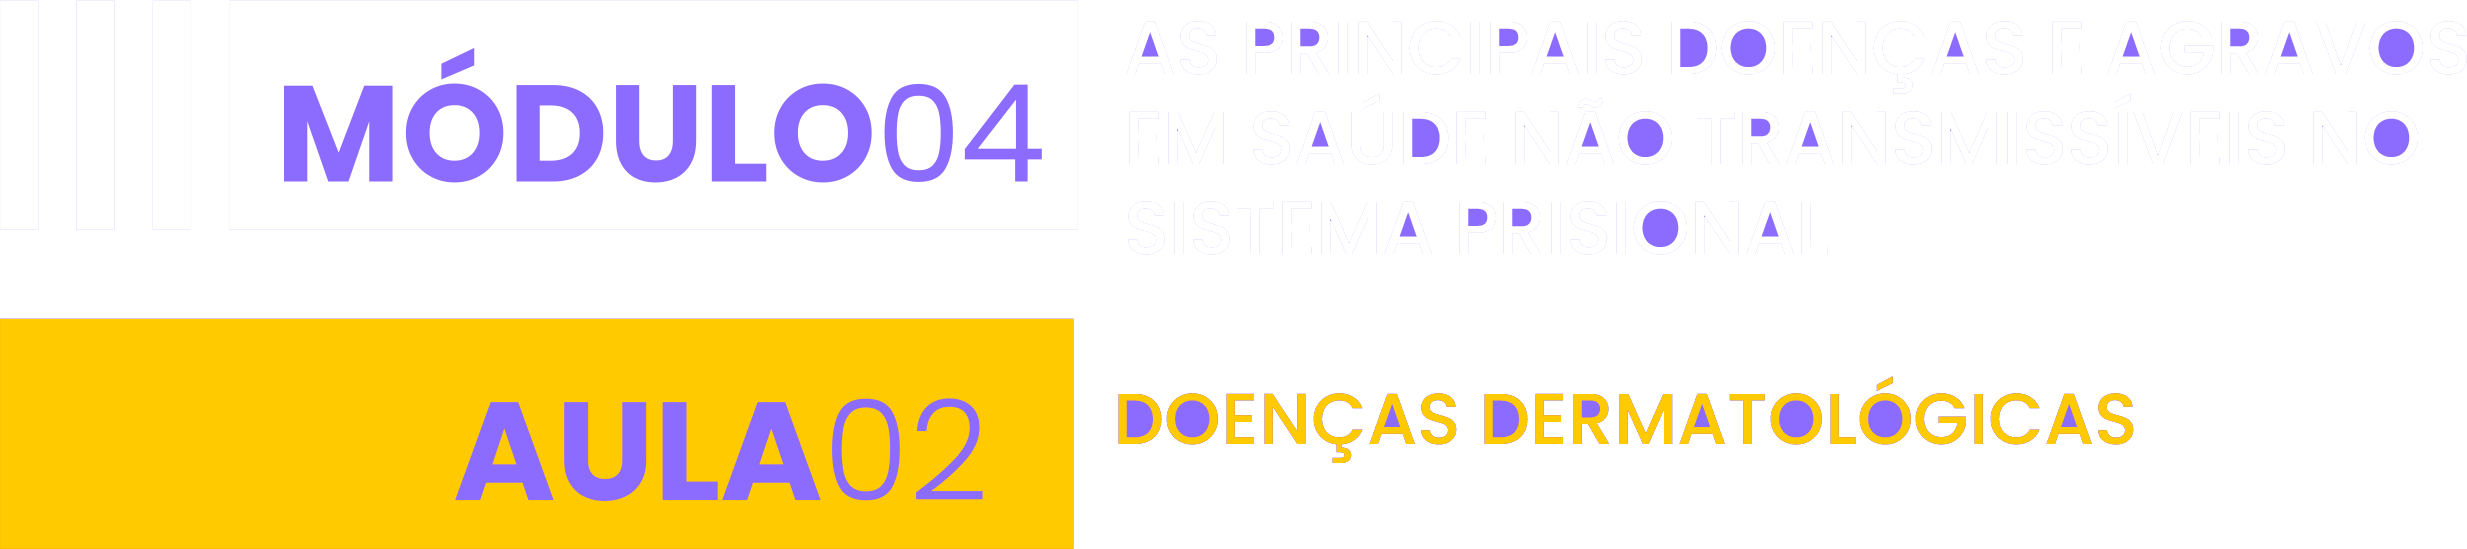 MÓDULO04
AS PRINCIPAIS DOENÇAS E AGRAVOS
EM SAÚDE NÃO TRANSMISSÍVEIS NO
SISTEMA PRISIONAL
AULA02
DOENÇAS DERMATOLÓGICAS